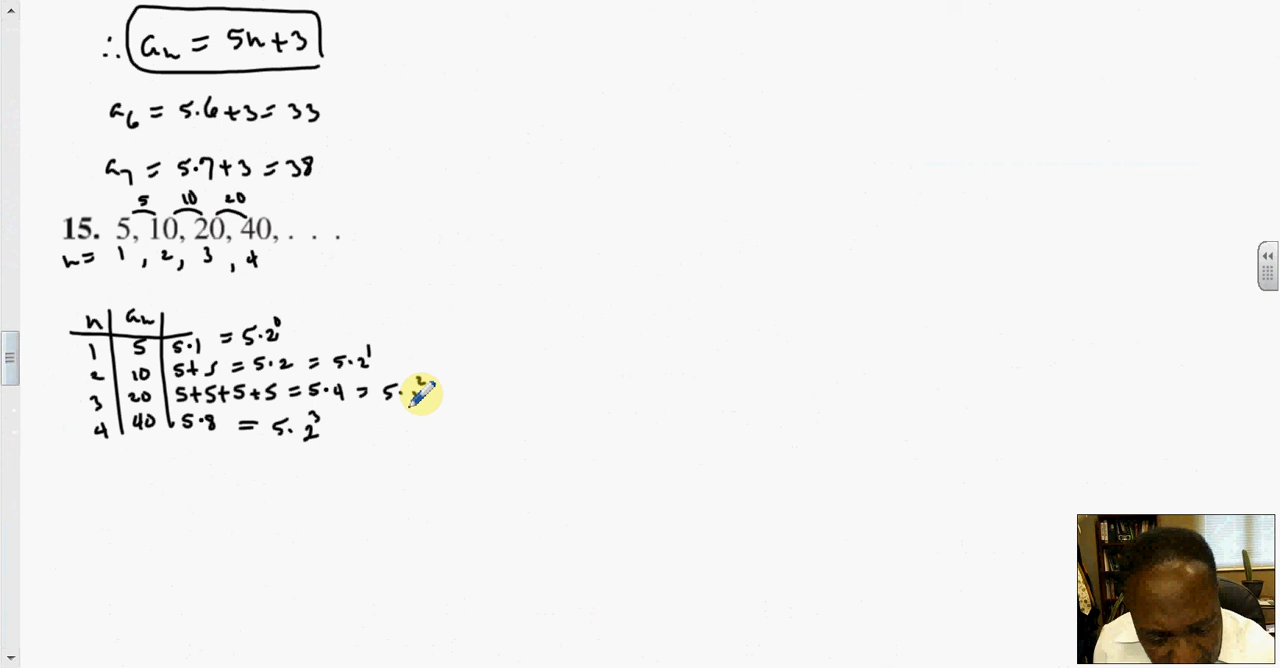 ∴ aₙ = 5n+3
a₆ = 5·6+3 = 33
a₇ = 5·7+3 = 38
5 10 20
15. 5, 10, 20, 40, . . .
n = 1 , 2, 3 , 4
n aₙ
1 5 5·1 = 5·2⁰
2 10 5+5 = 5·2 = 5·2¹
3 20 5+5+5+5 = 5·4 = 5·2²
4 40 5·8 = 5·2³